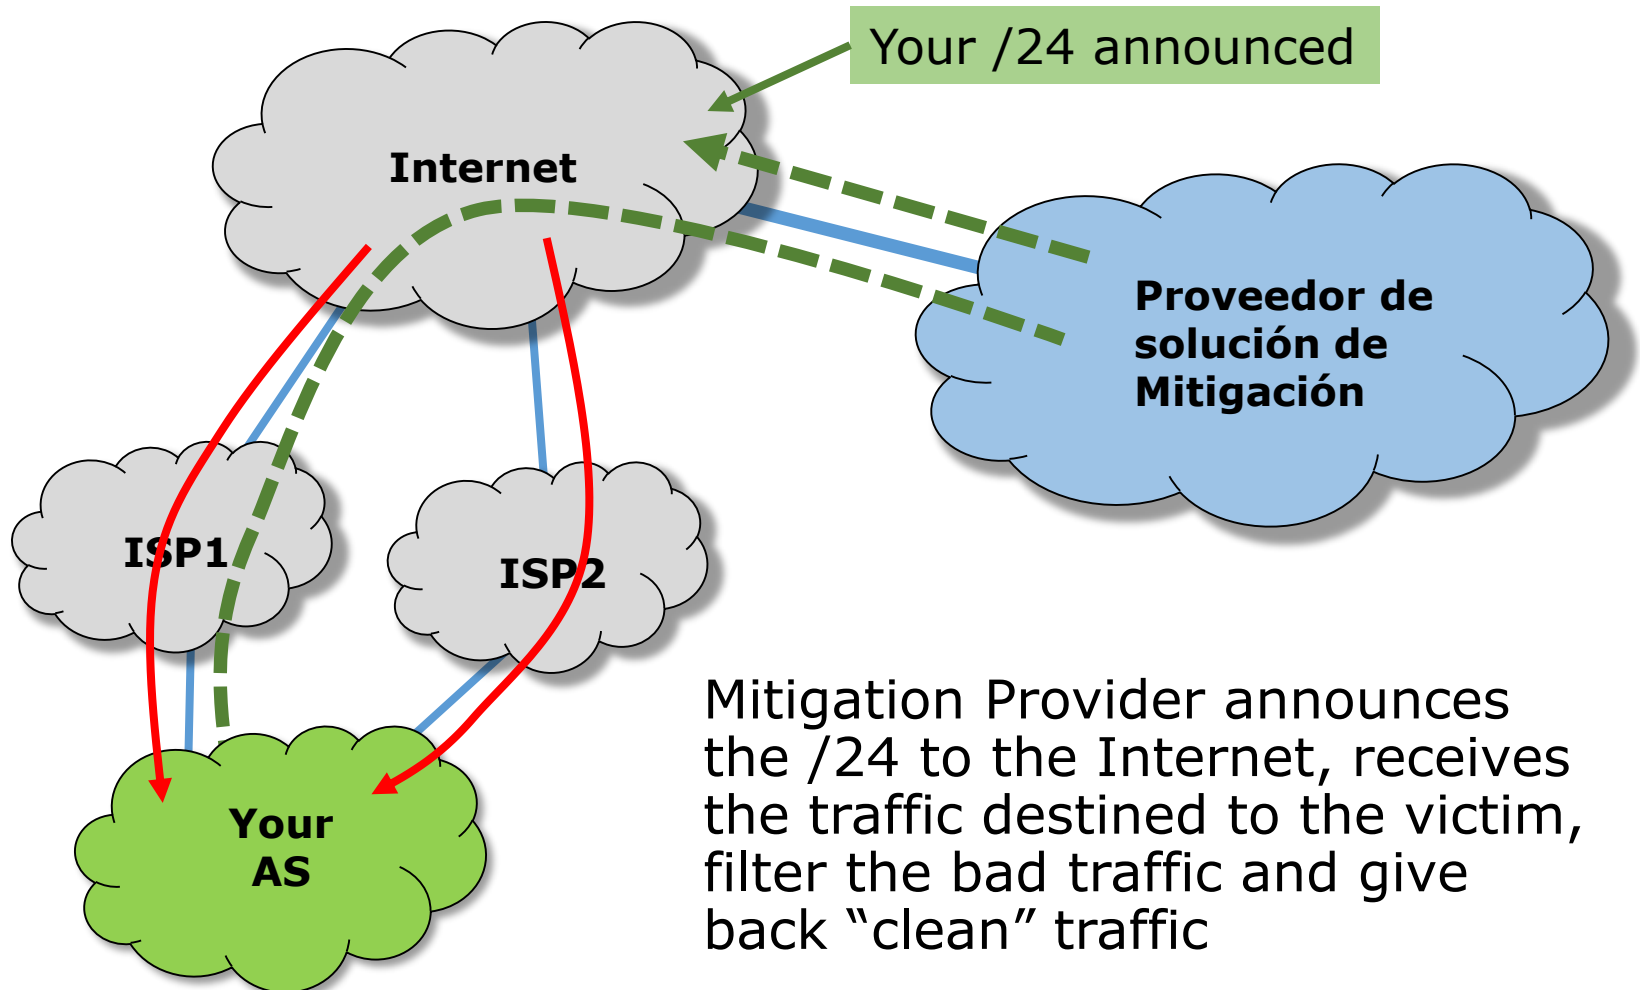 Your /24 announced
Internet
Proveedor de
solución de
Mitigación
ISP1
ISP2
Your
AS
Mitigation Provider announces
the /24 to the Internet, receives
the traffic destined to the victim,
filter the bad traffic and give
back “clean” traffic